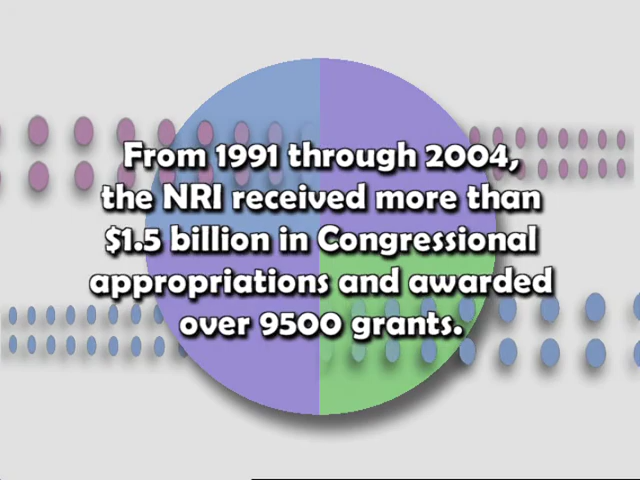 From 1991 through 2004,
the NRI received more than
$1.5 billion in Congressional
appropriations and awarded
over 9500 grants.